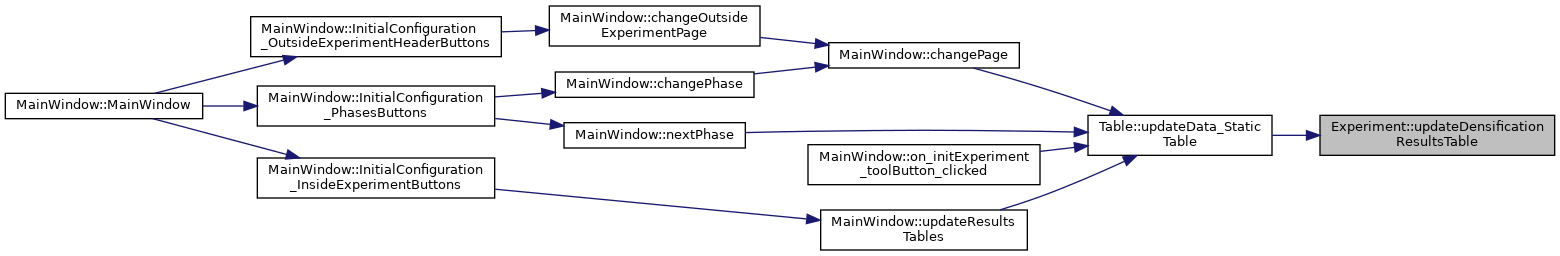 MainWindow::MainWindow
MainWindow::InitialConfiguration
_OutsideExperimentHeaderButtons
MainWindow::InitialConfiguration
_PhasesButtons
MainWindow::InitialConfiguration
_InsideExperimentButtons
MainWindow::changeOutside
ExperimentPage
MainWindow::changePhase
MainWindow::nextPhase
MainWindow::changePage
MainWindow::on_initExperiment
_toolButton_clicked
MainWindow::updateResults
Tables
Table::updateData_Static
Table
Experiment::updateDensification
ResultsTable